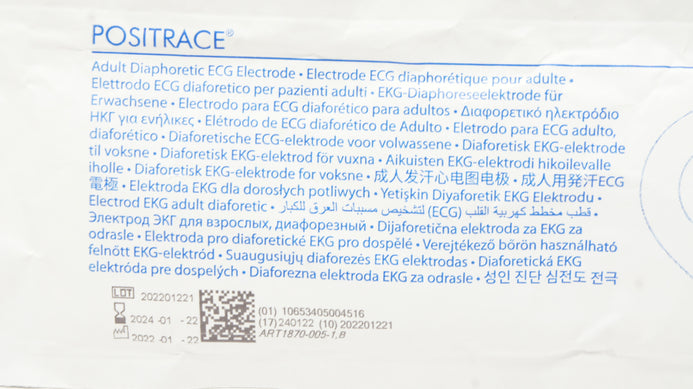 POSITRACE®
Adult Diaphoretic ECG Electrode • Electrode ECG diaphorétique pour adulte •
Elettrodo ECG diaforetico per pazienti adulti • EKG-Diaphoreseelektrode für
Erwachsene • Electrodo para ECG diaforético para adultos • Διαφορετικό ηλεκτρόδιο
ΗΚΓ για ενήλικες • Elétrodo de ECG diaforético de Adulto • Eletrodo para ECG adulto,
diaforético • Diaforetische ECG-elektrode voor volwassene • Diaforetisk EKG-elektrode
til voksne • Diaforetisk EKG-elektrod för vuxna • Aikuisten EKG-elektrodi hikoilevalle
iholle • Diaforetisk EKG-elektrode for voksne • 成人发汗心电图电极 • 成人用発汗ECG
電極 • Elektroda EKG dla dorosłych potliwych • Yetişkin Diyaforetik EKG Elektrodu •
Electrod EKG adult diaforetic • قطب مخطط كهربية القلب (ECG) لتشخيص مسببات العرق للكبار •
Электрод ЭКГ для взрослых, диафорезный • Dijaforetična elektroda za EKG za
odrasle • Elektroda pro diaforetické EKG pro dospělé • Verejtékező bőrön használható
felnőtt EKG-elektród • Suaugusiųjų diaforezės EKG elektrodas • Diaforetická EKG
elektróda pre dospelých • Diaforezna elektroda EKG za odrasle • 성인 진단 심전도 전극
LOT 202201221
2024 -01 -22
2022 -01 -22
(01) 10653405004516
(17) 240122 (10) 202201221
ART1870-005-1,B